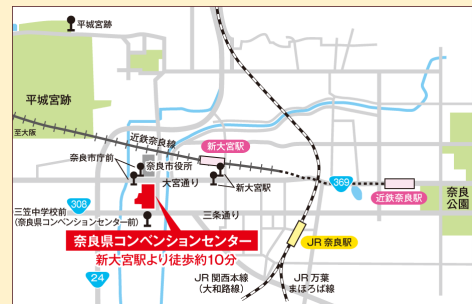 平城宮跡
平城宮跡
至大阪
近鉄奈良線
新大宮駅
奈良市庁前
奈良市役所
大宮通り
新大宮駅
369
近鉄奈良駅
奈良
公園
308
三笠中学校前
(奈良県コンベンションセンター前)
三条通り
奈良県コンベンションセンター
新大宮駅より徒歩約10分
JR 奈良駅
24
JR 関西本線
(大和路線)
JR 万葉
まほろば線